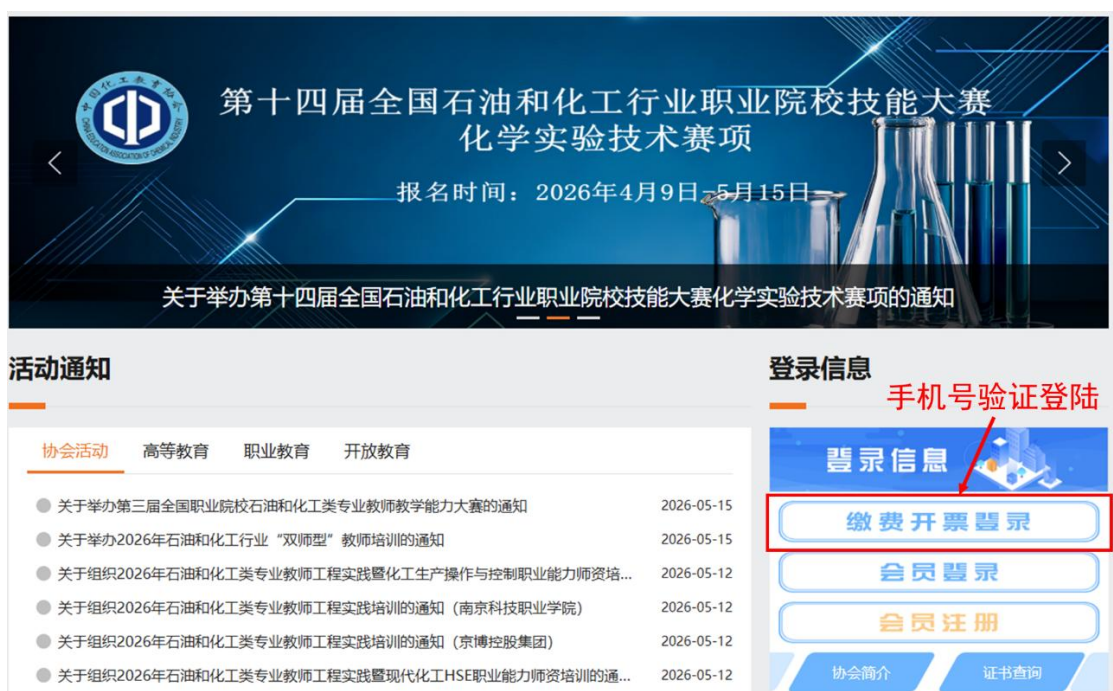 中国化工教育协会
CHINA EDUCATION ASSOCIATION OF CHEMICAL INDUSTRY
第十四届全国石油和化工行业职业院校技能大赛
化学实验技术赛项
报名时间：2026年4月9日-5月15日
关于举办第十四届全国石油和化工行业职业院校技能大赛化学实验技术赛项的通知
活动通知
协会活动 高等教育 职业教育 开放教育
关于举办第三届全国职业院校石油和化工类专业教师教学能力大赛的通知 2026-05-15
关于举办2026年石油和化工行业“双师型”教师培训的通知 2026-05-15
关于组织2026年石油和化工类专业教师工程实践暨化工生产操作与控制职业能力师资培... 2026-05-12
关于组织2026年石油和化工类专业教师工程实践培训的通知（南京科技职业学院） 2026-05-12
关于组织2026年石油和化工类专业教师工程实践培训的通知（京博控股集团） 2026-05-12
关于组织2026年石油和化工类专业教师工程实践暨现代化工HSE职业能力师资培训的通... 2026-05-12
登录信息
手机号验证登陆
登录信息
缴费开票登录
会员登录
会员注册
协会简介 证书查询